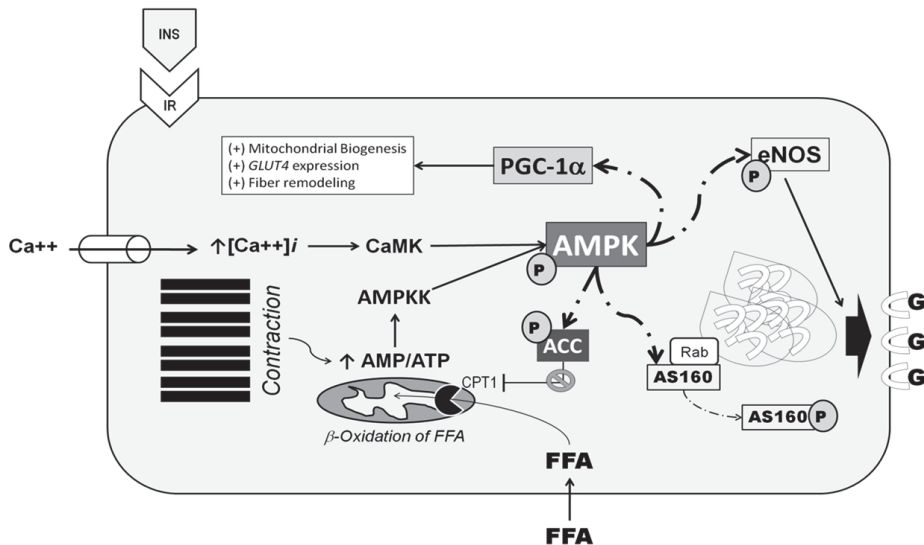 INS
IR
(+) Mitochondrial Biogenesis
(+) GLUT4 expression
(+) Fiber remodeling
PGC-1α
eNOS
P
Ca++
↑[Ca++]i
CaMK
AMPK
P
AMPKK
Contraction
↑ AMP/ATP
P
ACC
CPT1
β-Oxidation of FFA
Rab
AS160
AS160
P
G
G
G
FFA
FFA